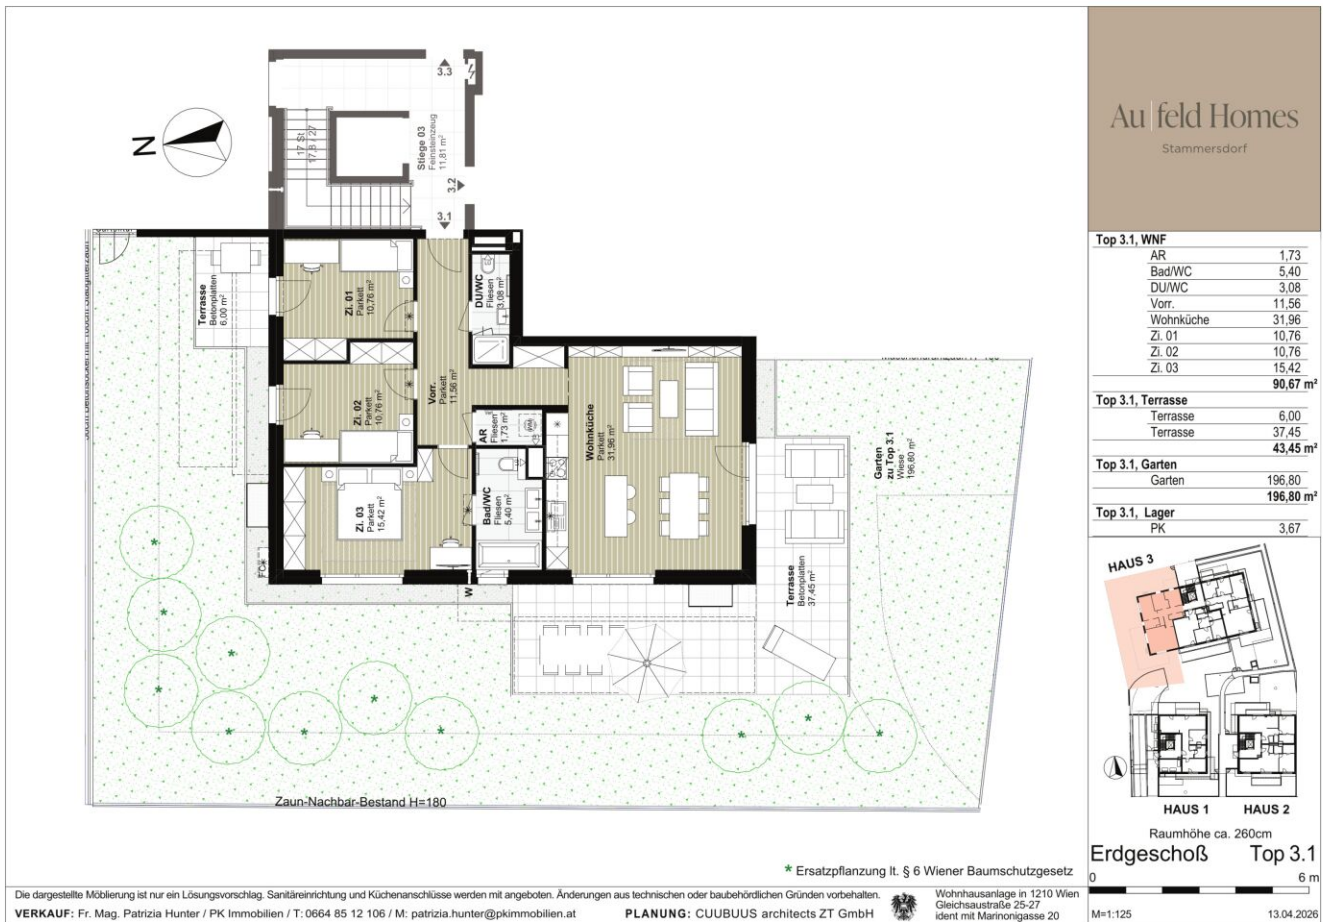 3.3
Stiege 03
Feinsteinzeug
11,81 m²
17 St
3.2
3.1
N
Terrasse
Betonplatten
6,00 m²
Zi. 01
Parkett
10,76 m²
DU/WC
Fliesen
3,08 m²
Zi. 02
Parkett
10,76 m²
Vorr.
Parkett
11,56 m²
AR
Fliesen
1,73 m²
WM
Wohnküche
Parkett
31,96 m²
Garten
zu Top 3.1
Wiese
196,60 m²
Zi. 03
Parkett
15,42 m²
Bad/WC
Fliesen
5,40 m²
W
Terrasse
Betonplatten
37,45 m²
Zaun-Nachbar-Bestand H=180
* Ersatzpflanzung lt. § 6 Wiener Baumschutzgesetz
Au|feld Homes
Stammersdorf
Top 3.1, WNF
AR 1,73
Bad/WC 5,40
DU/WC 3,08
Vorr. 11,56
Wohnküche 31,96
Zi. 01 10,76
Zi. 02 10,76
Zi. 03 15,42
90,67 m²
Top 3.1, Terrasse
Terrasse 6,00
Terrasse 37,45
43,45 m²
Top 3.1, Garten
Garten 196,80
196,80 m²
Top 3.1, Lager
PK 3,67
HAUS 3
HAUS 1 HAUS 2
Raumhöhe ca. 260cm
Erdgeschoß Top 3.1
0 6 m
M=1:125 13.04.2026
Die dargestellte Möblierung ist nur ein Lösungsvorschlag. Sanitäreinrichtung und Küchenanschlüsse werden mit angeboten. Änderungen aus technischen oder baubehördlichen Gründen vorbehalten.
VERKAUF: Fr. Mag. Patrizia Hunter / PK Immobilien / T: 0664 85 12 106 / M: patrizia.hunter@pkimmobilien.at
PLANUNG: CUUBUUS architects ZT GmbH
Wohnhausanlage in 1210 Wien
Gleichsaustraße 25-27
ident mit Marinonigasse 20